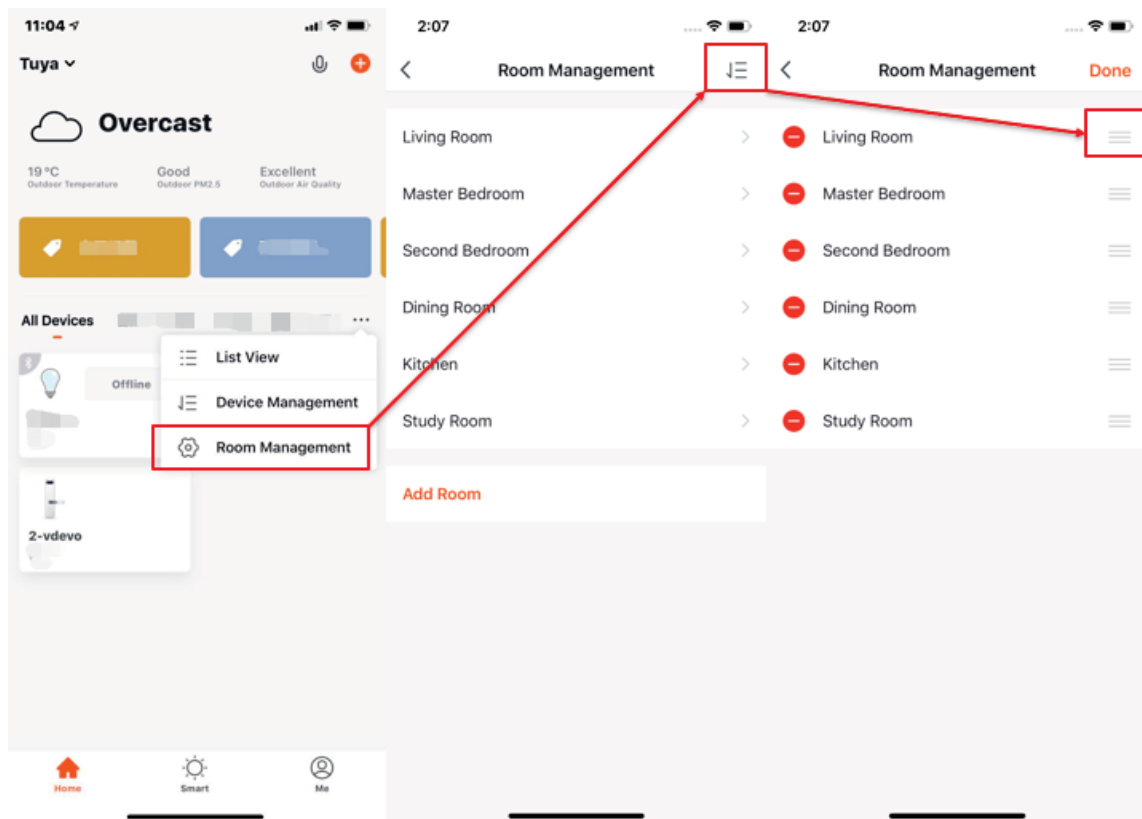 11:04
Tuya
Overcast
19 °C
Outdoor Temperature
Good
Outdoor PM2.5
Excellent
Outdoor Air Quality
All Devices
...
List View
Offline
Device Management
Room Management
2-vdevo
Home
Smart
Me
2:07
Room Management
Living Room
Master Bedroom
Second Bedroom
Dining Room
Kitchen
Study Room
Add Room
2:07
Room Management
Done
Living Room
Master Bedroom
Second Bedroom
Dining Room
Kitchen
Study Room